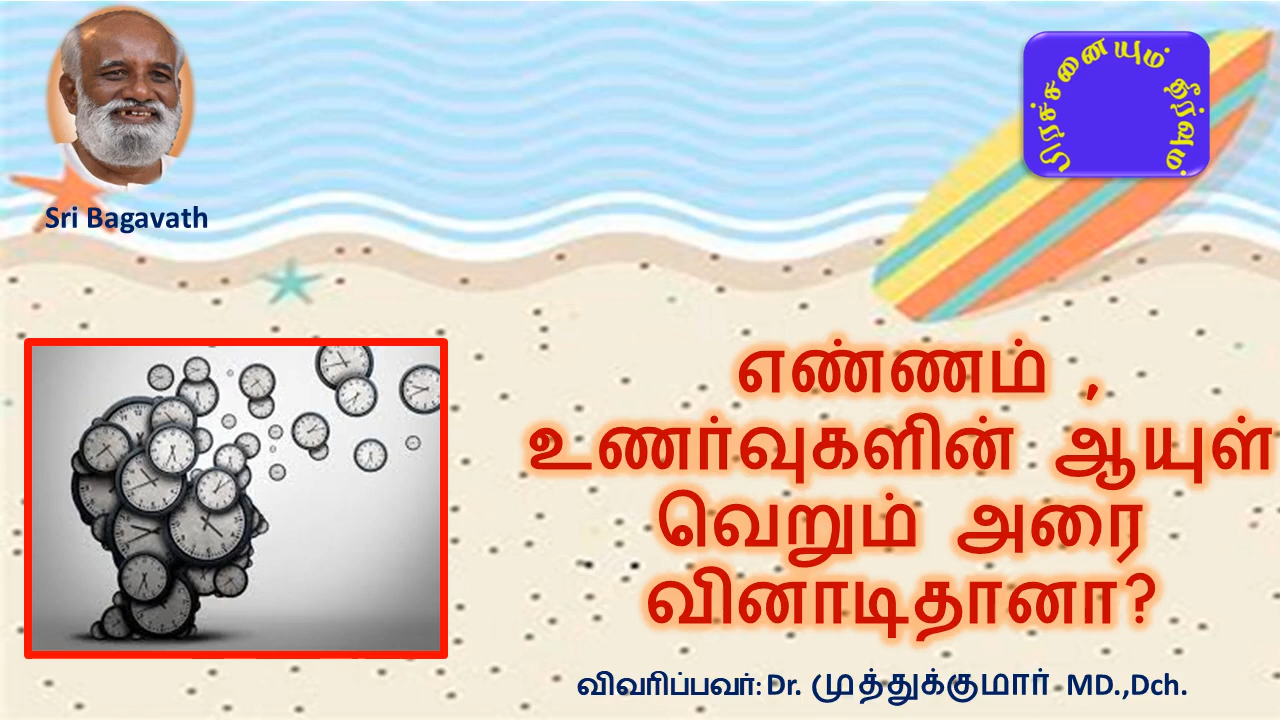 Sri Bagavath
பிரச்சனையும் தீர்வும்
எண்ணம் ,
உணர்வுகளின் ஆயுள்
வெறும் அரை
வினாடிதானா?
விவரிப்பவர்: Dr. முத்துக்குமார் MD.,Dch.